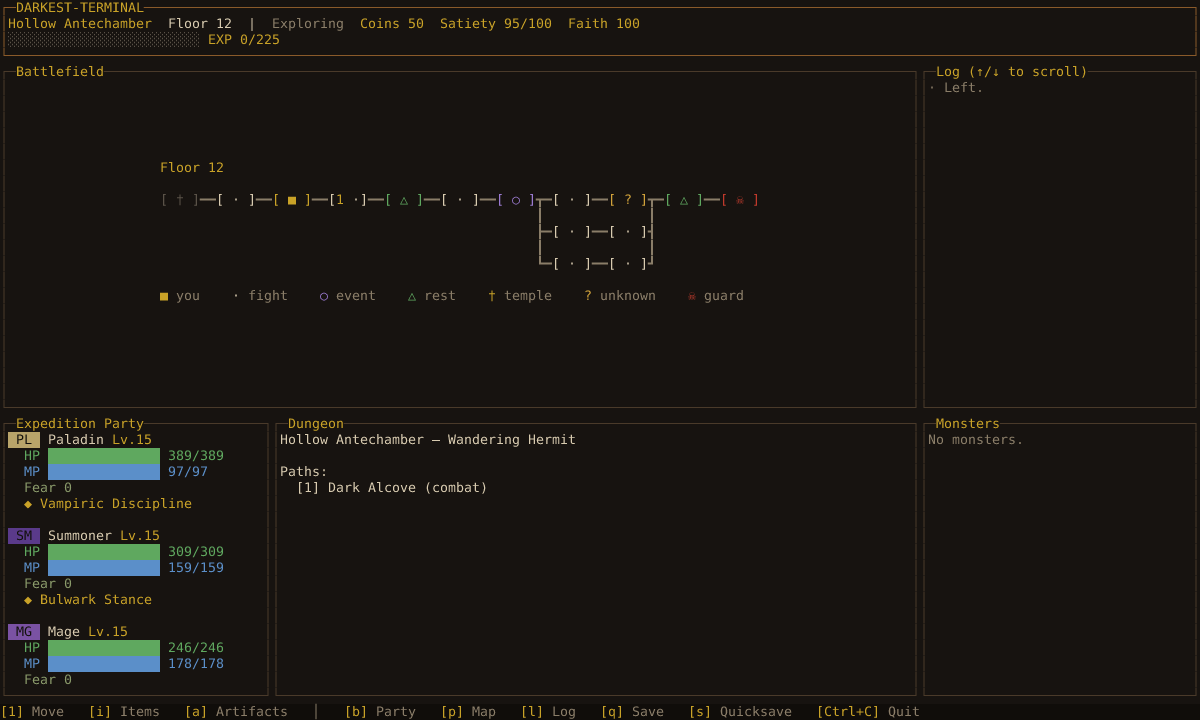 DARKEST-TERMINAL
Hollow Antechamber  Floor 12  |  Exploring  Coins 50  Satiety 95/100  Faith 100
EXP 0/225
Battlefield
Log (↑/↓ to scroll)
· Left.
Floor 12
[ † ]──[ · ]──[ ■ ]──[1 ·]──[ △ ]──[ · ]──[ ○ ]┬─[ · ]──[ ? ]┬─[ △ ]──[ ☠ ]
├─[ · ]──[ · ]┤
└─[ · ]──[ · ]┘
■ you    · fight    ○ event    △ rest    † temple    ? unknown    ☠ guard
Expedition Party
PL Paladin Lv.15
HP 389/389
MP 97/97
Fear 0
◆ Vampiric Discipline
SM Summoner Lv.15
HP 309/309
MP 159/159
Fear 0
◆ Bulwark Stance
MG Mage Lv.15
HP 246/246
MP 178/178
Fear 0
Dungeon
Hollow Antechamber — Wandering Hermit
Paths:
[1] Dark Alcove (combat)
Monsters
No monsters.
[1] Move   [i] Items   [a] Artifacts   |   [b] Party   [p] Map   [l] Log   [q] Save   [s] Quicksave   [Ctrl+C] Quit